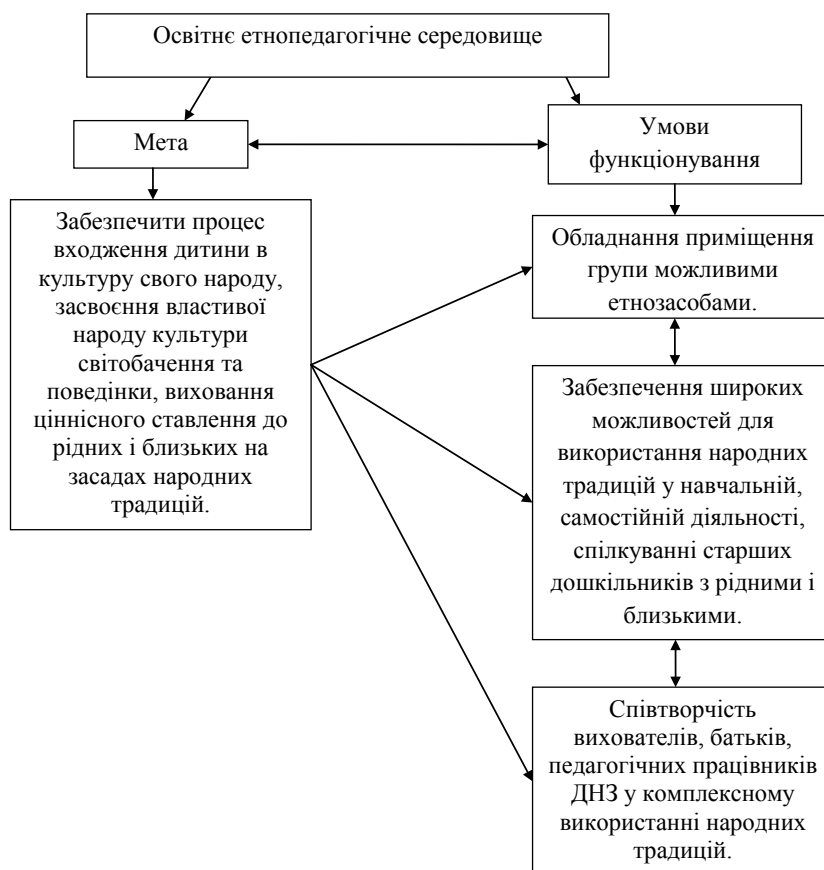 Освітнє етнопедагогічне середовище
Мета
Умови
функціонування
Забезпечити процес
входження дитини в
культуру свого народу,
засвоєння властивої
народу культури
світобачення та
поведінки, виховання
ціннісного ставлення до
рідних і близьких на
засадах народних
традицій.
Обладнання приміщення
групи можливими
етнозасобами.
Забезпечення широких
можливостей для
використання народних
традицій у навчальній,
самостійній діяльності,
спілкуванні старших
дошкільників з рідними і
близькими.
Співтворчість
вихователів, батьків,
педагогічних працівників
ДНЗ у комплексному
використанні народних
традицій.